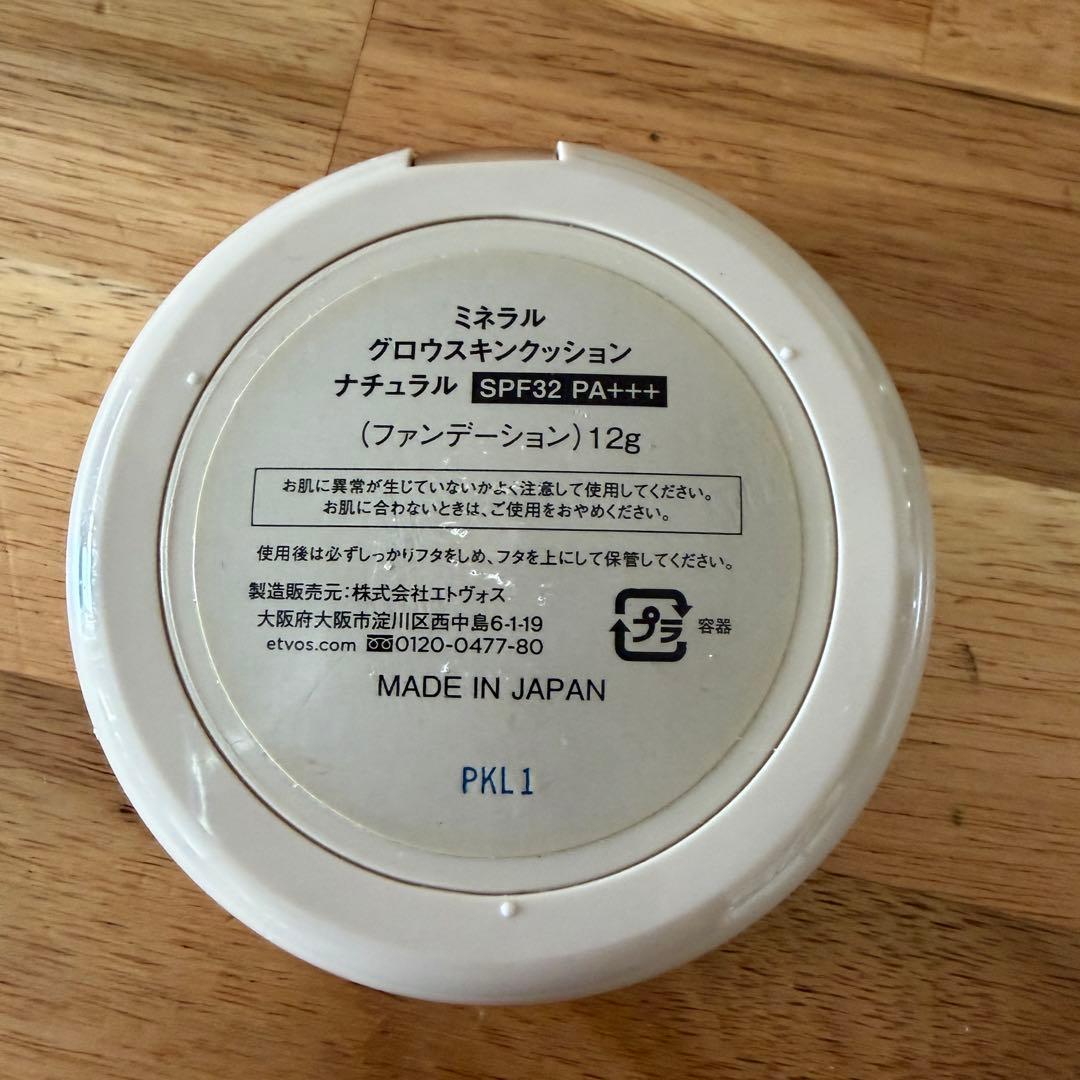 ミネラル
グロウスキンクッション
ナチュラル SPF32 PA+++
(ファンデーション)12g
お肌に異常が生じていないかよく注意して使用してください。
お肌に合わないときは、ご使用をおやめください。
使用後は必ずしっかりフタをしめ、フタを上にして保管してください。
製造販売元:株式会社エトヴォス
大阪府大阪市淀川区西中島6-1-19
etvos.com 0120-0477-80
プラ 容器
MADE IN JAPAN
PKL1